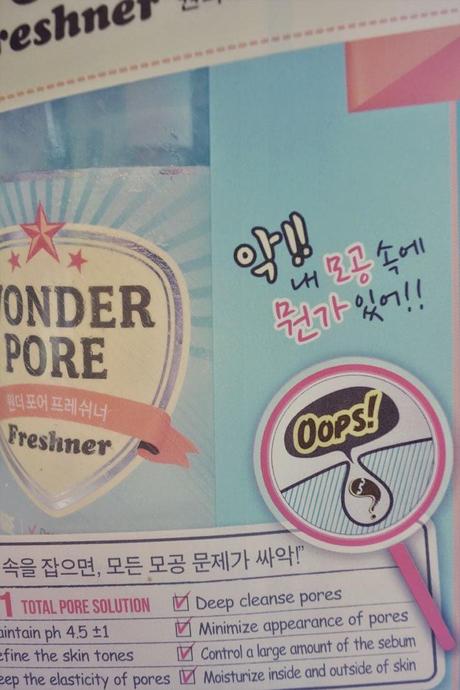 reshner
WONDER
PORE
원더 포어 프레쉬너
Freshner
악!!
내 모공 속에
뭔가 있어!!
OOPS!
속을 잡으면, 모든 모공 문제가 싸악!"
1 TOTAL PORE SOLUTION
aintain ph 4.5 ±1
efine the skin tones
eep the elasticity of pores
Deep cleanse pores
Minimize appearance of pores
Control a large amount of the sebum
Moisturize inside and outside of skin